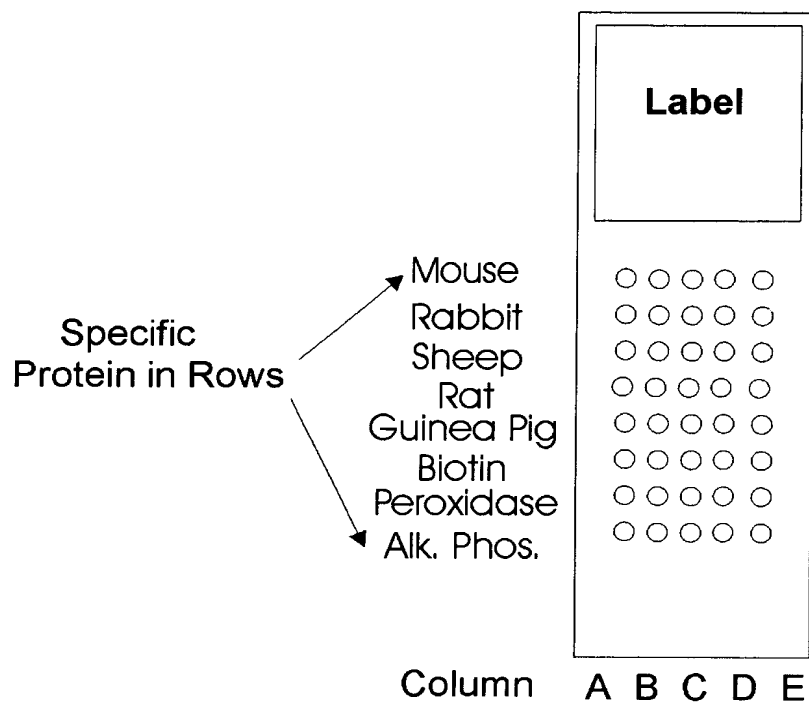 Label
Specific
Protein in Rows
Mouse
Rabbit
Sheep
Rat
Guinea Pig
Biotin
Peroxidase
Alk. Phos.
Column A B C D E